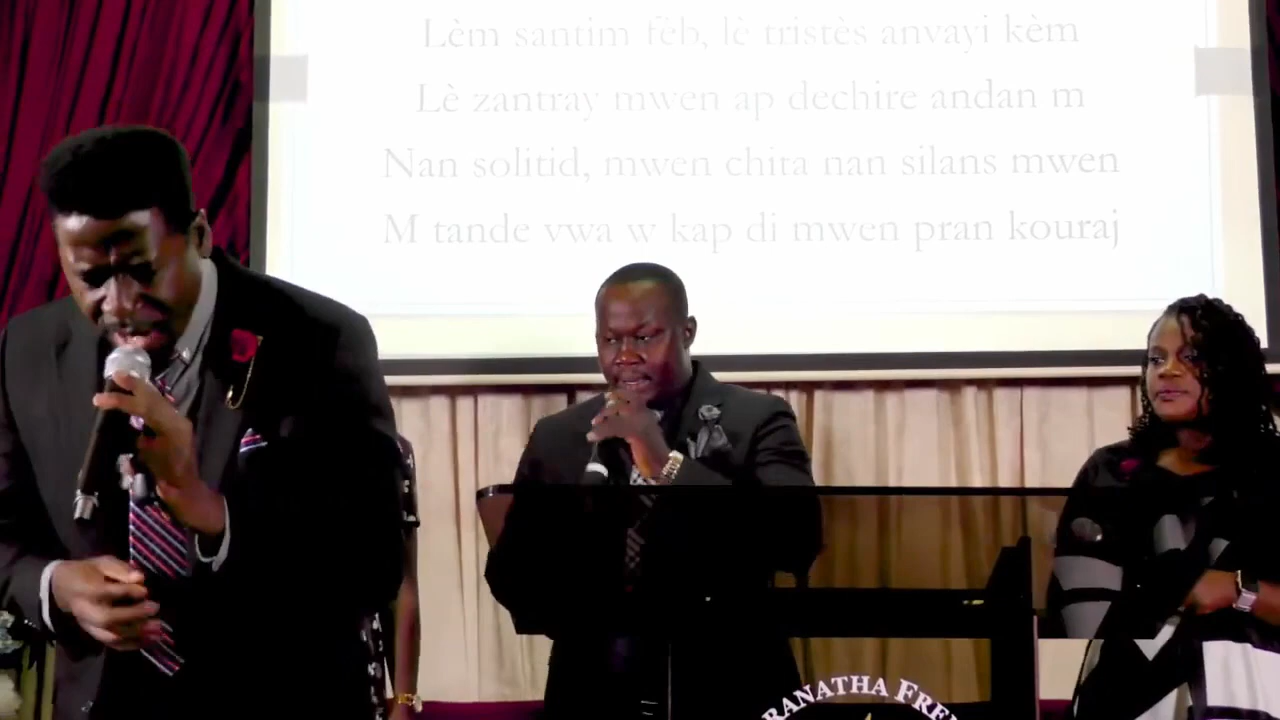 Lèm santim fèb, lè tristès anvayi kèm
Lè zantray mwen ap dechire andan m
Nan solitid, mwen chita nan silans mwen
M tande vwa w kap di mwen pran kouraj
RANATHA FRE